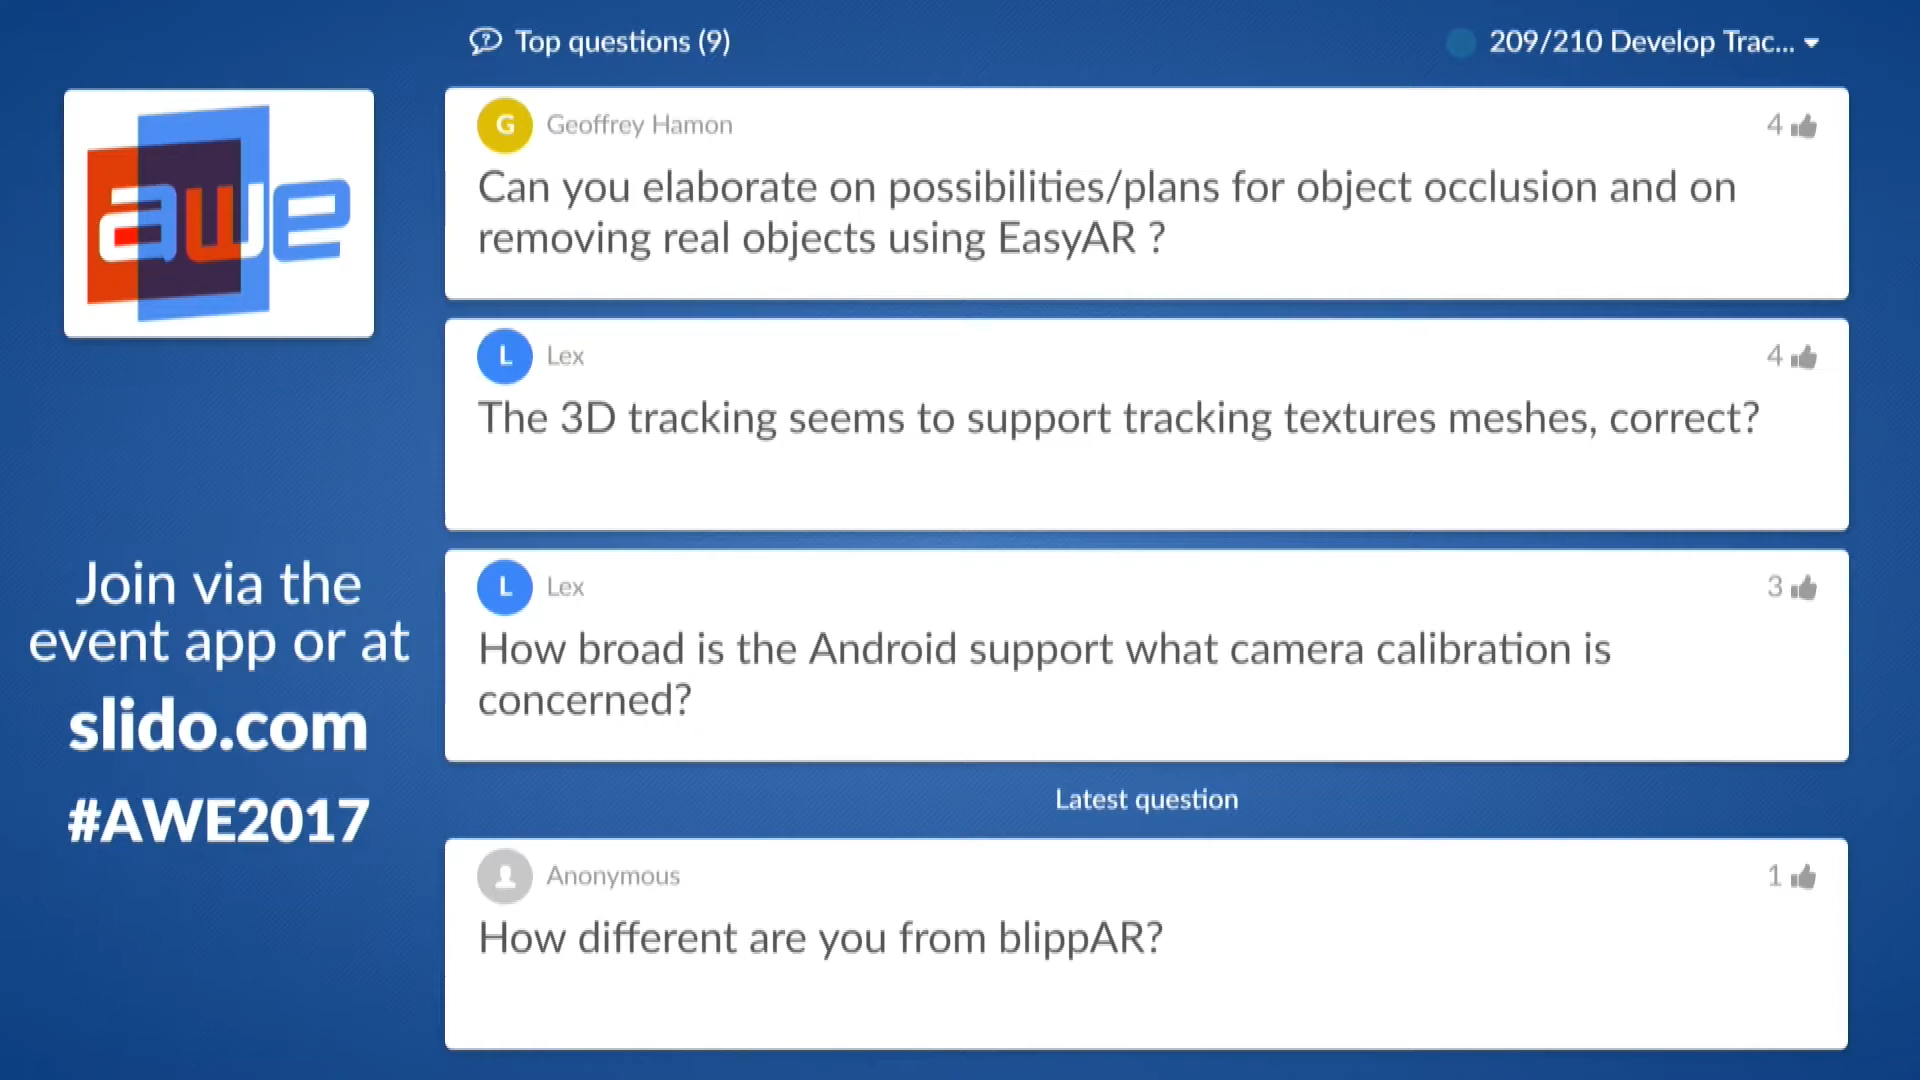 Top questions (9)
209/210 Develop Trac...
awe
G Geoffrey Hamon
4
Can you elaborate on possibilities/plans for object occlusion and on
removing real objects using EasyAR ?
L Lex
4
The 3D tracking seems to support tracking textures meshes, correct?
L Lex
3
How broad is the Android support what camera calibration is
concerned?
Join via the
event app or at
slido.com
#AWE2017
Latest question
Anonymous
1
How different are you from blippAR?